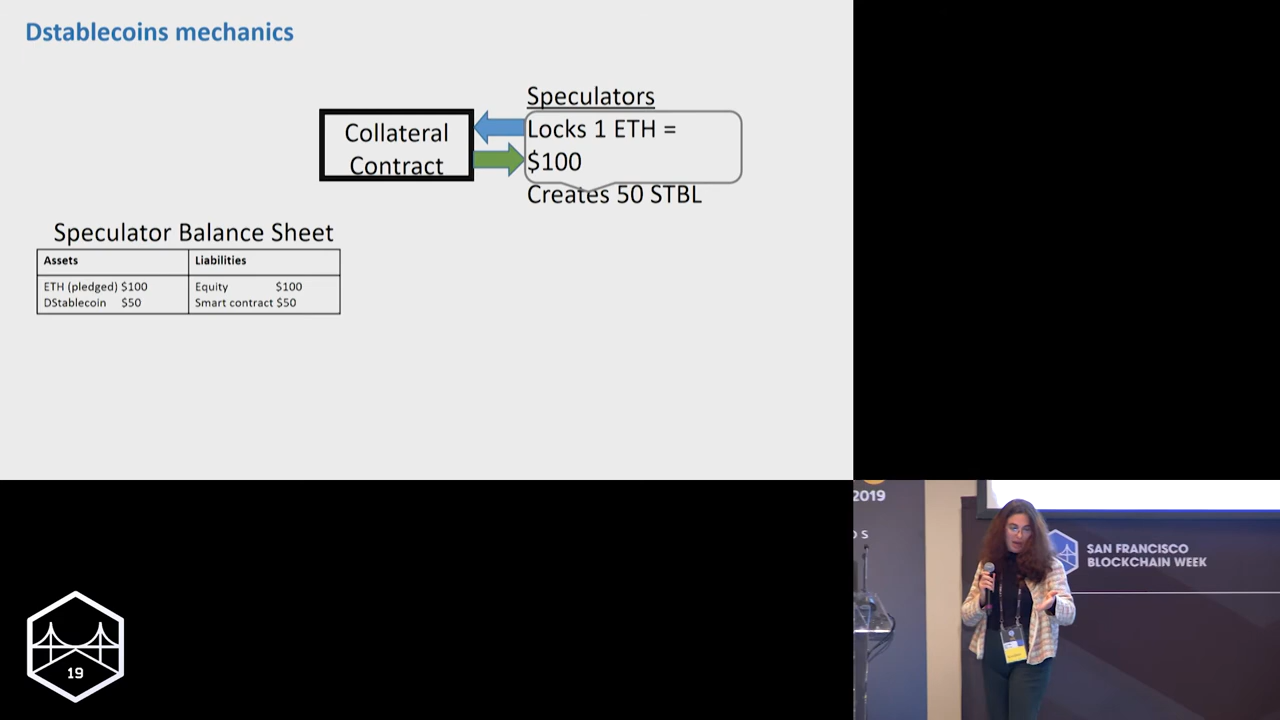 Dstablecoins mechanics
Speculators
Collateral
Contract
Locks 1 ETH =
$100
Creates 50 STBL
Speculator Balance Sheet
Assets Liabilities
ETH (pledged) $100 Equity $100
DStablecoin $50 Smart contract $50
2019
D S
SAN FRANCISCO
BLOCKCHAIN WEEK
19